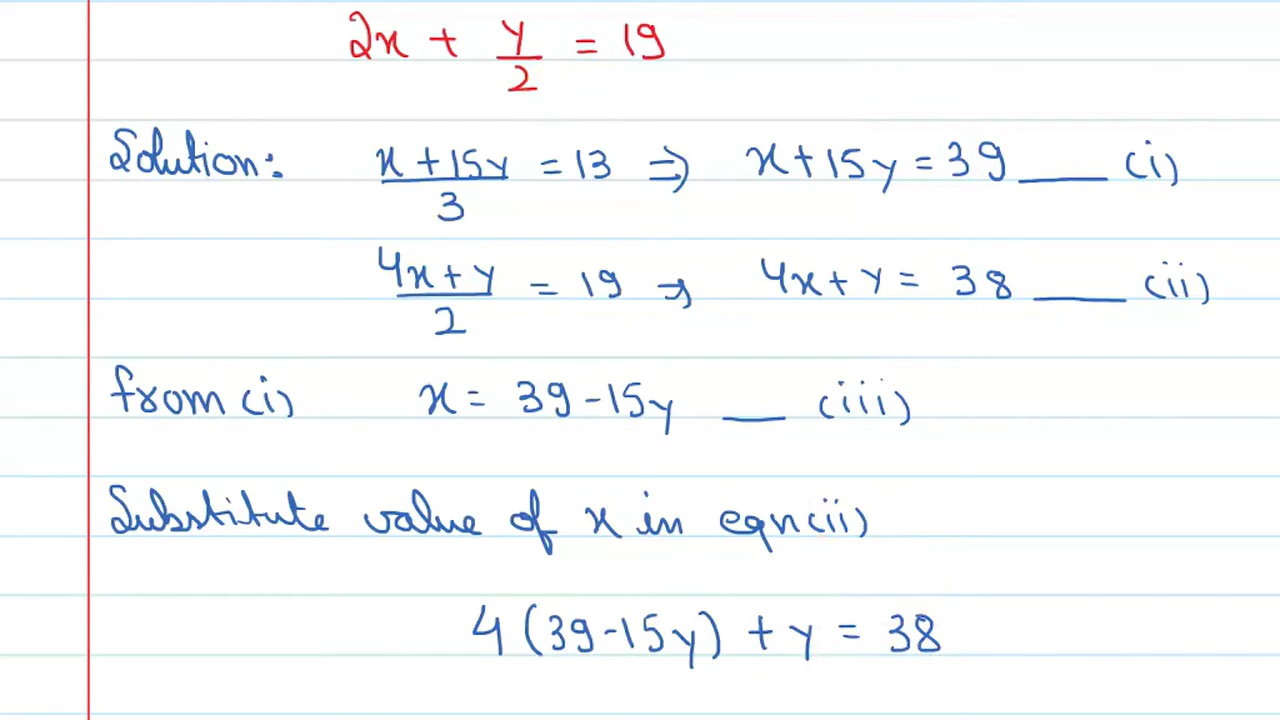 2x + y/2 = 19
Solution: x + 15y/3 = 13 ⇒ x + 15y = 39 ___ (i)
4x + y/2 = 19 → 4x + y = 38 ___ (ii)
from (i) x = 39 - 15y __ (iii)
Substitute value of x in eqn (ii)
4 (39 - 15y) + y = 38